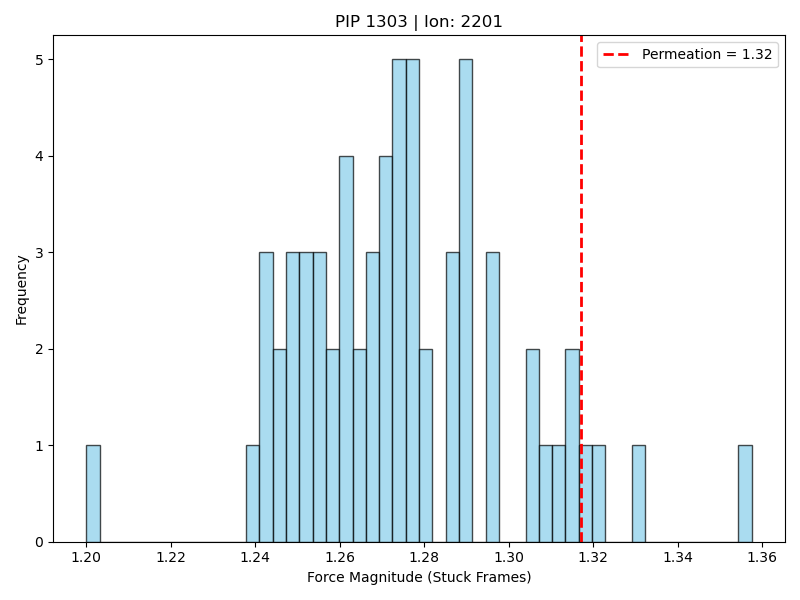 PIP 1303 | Ion: 2201
Permeation = 1.32
5
4
3
2
1
0
Frequency
1.20 1.22 1.24 1.26 1.28 1.30 1.32 1.34 1.36
Force Magnitude (Stuck Frames)